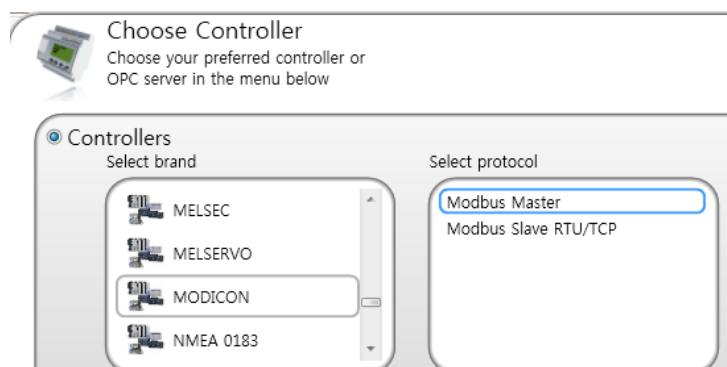 Choose Controller
Choose your preferred controller or
OPC server in the menu below
Controllers
Select brand
MELSEC
MELSERVO
MODICON
NMEA 0183
Select protocol
Modbus Master
Modbus Slave RTU/TCP